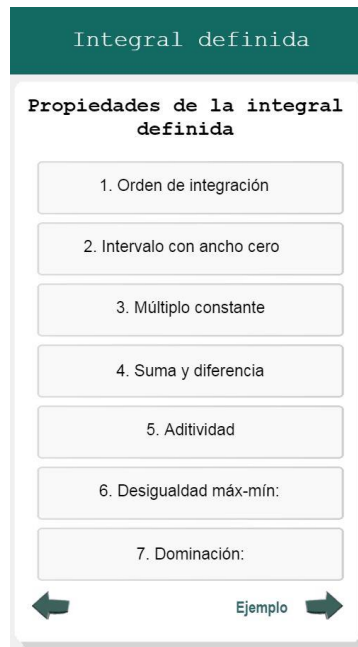 Integral definida
Propiedades de la integral
definida
1. Orden de integración
2. Intervalo con ancho cero
3. Múltiplo constante
4. Suma y diferencia
5. Aditividad
6. Desigualdad máx-mín:
7. Dominación:
Ejemplo